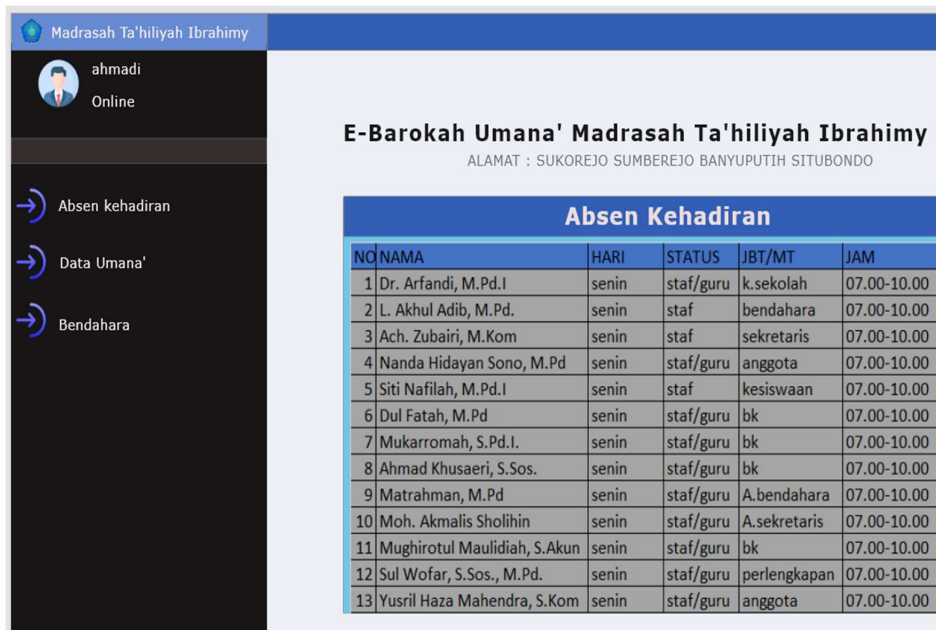 Madrasah Ta'hiliyah Ibrahimy
ahmadi
Online
Absen kehadiran
Data Umana'
Bendahara
E-Barokah Umana' Madrasah Ta'hiliyah Ibrahimy
ALAMAT : SUKOREJO SUMBEREJO BANYUPUTIH SITUBONDO
Absen Kehadiran
NO NAMA HARI STATUS JBT/MT JAM
1 Dr. Arfandi, M.Pd.I senin staf/guru k.sekolah 07.00-10.00
2 L. Akhul Adib, M.Pd. senin staf bendahara 07.00-10.00
3 Ach. Zubairi, M.Kom senin staf sekretaris 07.00-10.00
4 Nanda Hidayan Sono, M.Pd senin staf/guru anggota 07.00-10.00
5 Siti Nafilah, M.Pd.I senin staf kesiswaan 07.00-10.00
6 Dul Fatah, M.Pd senin staf/guru bk 07.00-10.00
7 Mukarromah, S.Pd.I. senin staf/guru bk 07.00-10.00
8 Ahmad Khusaeri, S.Sos. senin staf/guru bk 07.00-10.00
9 Matrahman, M.Pd senin staf/guru A.bendahara 07.00-10.00
10 Moh. Akmalis Sholihin senin staf/guru A.sekretaris 07.00-10.00
11 Mughirotul Maulidiah, S.Akun senin staf/guru bk 07.00-10.00
12 Sul Wofar, S.Sos., M.Pd. senin staf/guru perlengkapan 07.00-10.00
13 Yusril Haza Mahendra, S.Kom senin staf/guru anggota 07.00-10.00